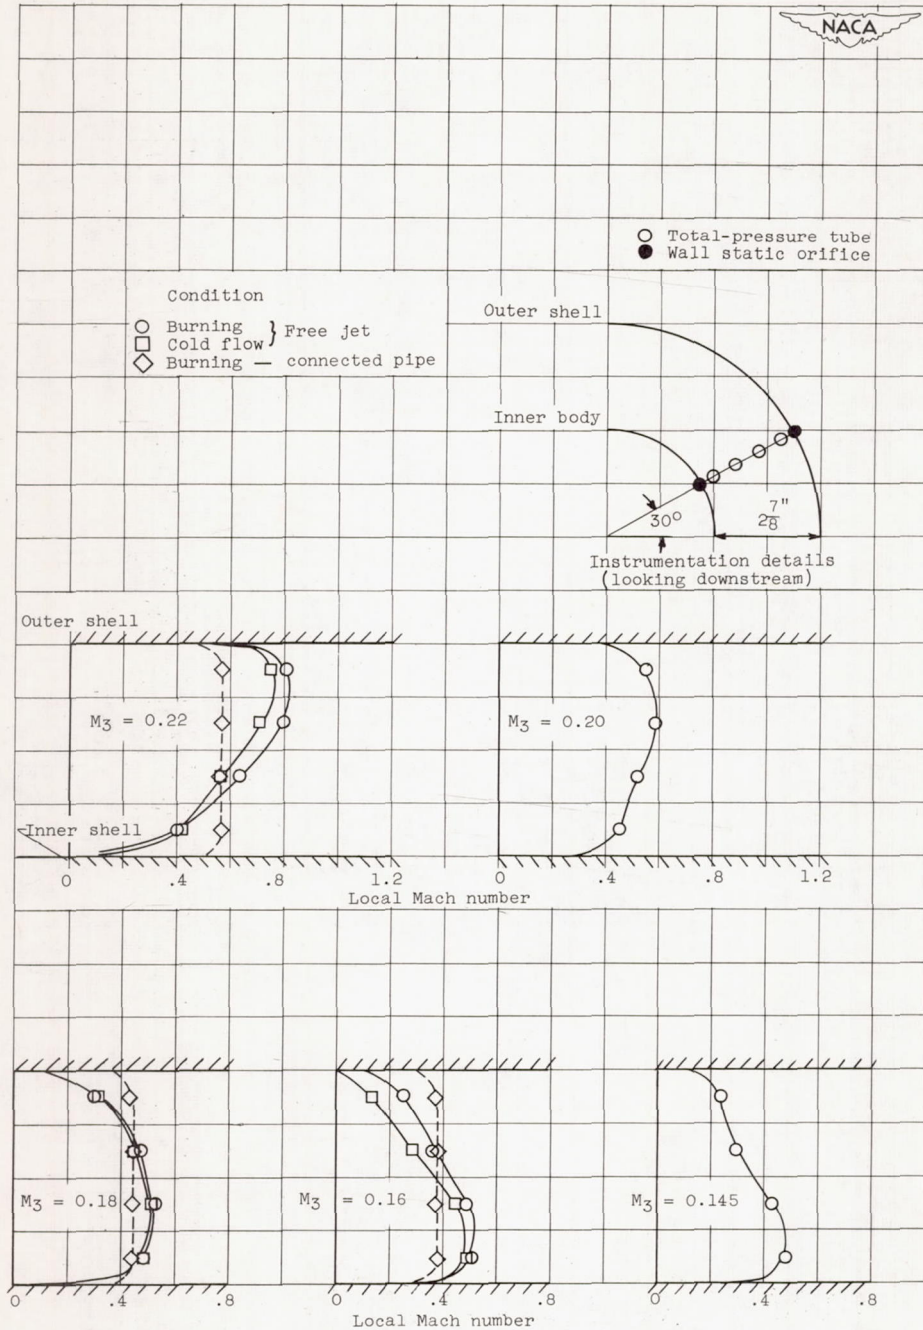 NACA
Total-pressure tube
Wall static orifice
Condition
Burning
Cold flow
} Free jet
Burning — connected pipe
Outer shell
Inner body
30°
2 7/8"
Instrumentation details
(looking downstream)
Outer shell
M3 = 0.22
M3 = 0.20
Inner shell
0 .4 .8 1.2 0 .4 .8 1.2
Local Mach number
M3 = 0.18 M3 = 0.16 M3 = 0.145
0 .4 .8 0 .4 .8 0 .4 .8
Local Mach number